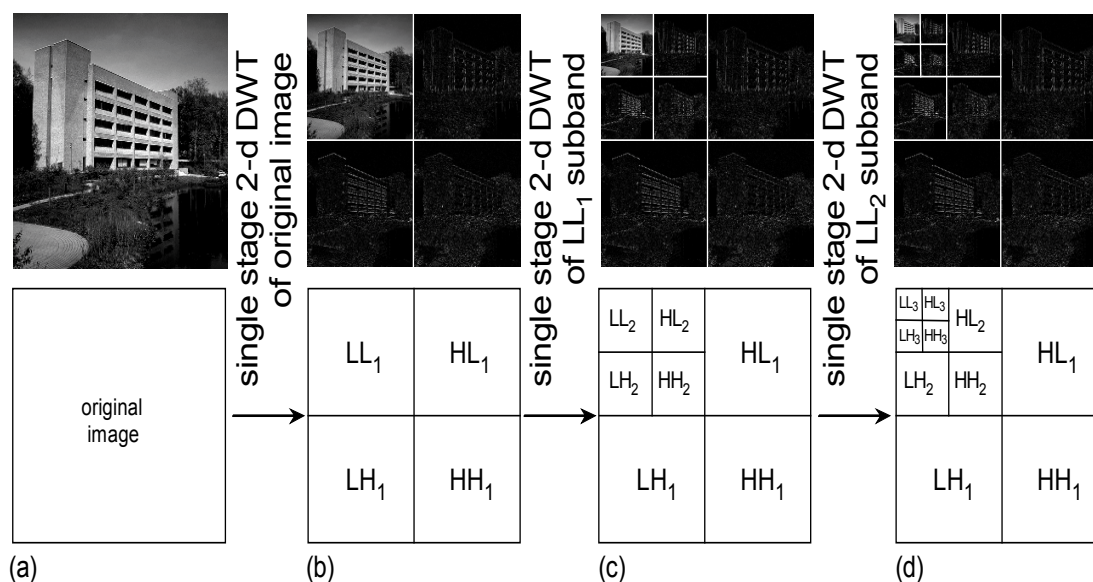 single stage 2-d DWT
of original image
single stage 2-d DWT
of LL₁ subband
single stage 2-d DWT
of LL₂ subband
original
image
LL₁ HL₁
LH₁ HH₁
LL₂ HL₂
LH₂ HH₂
HL₁
LH₁ HH₁
LL₃ HL₃
LH₃ HH₃
HL₂
LH₂ HH₂
HL₁
LH₁ HH₁
(a) (b) (c) (d)